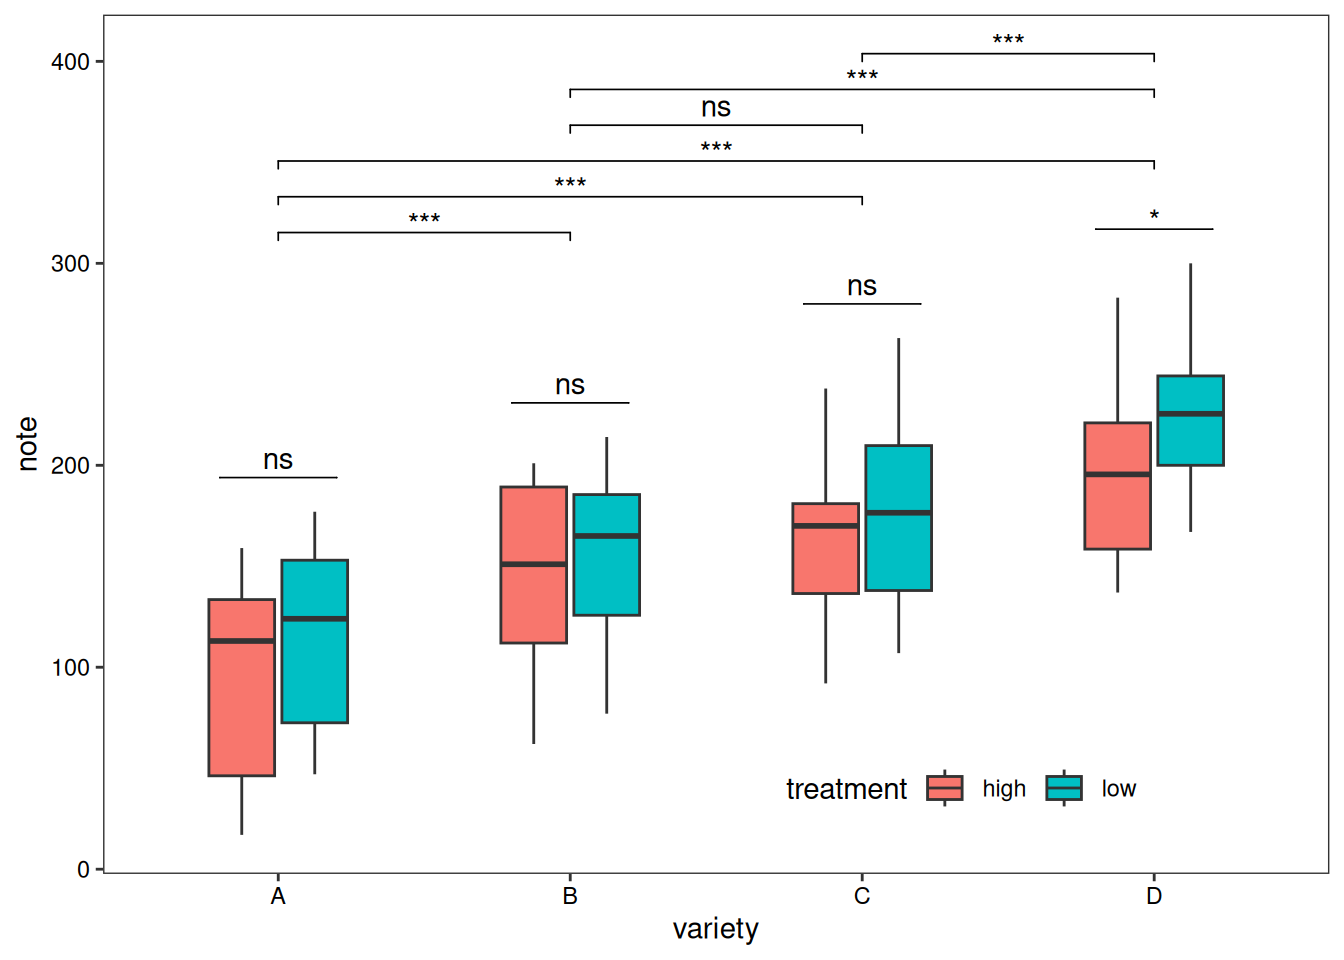 ***
400
***
ns
***
***
***
*
300
ns
ns
ns
200
note
100
treatment high low
0
A B C D
variety